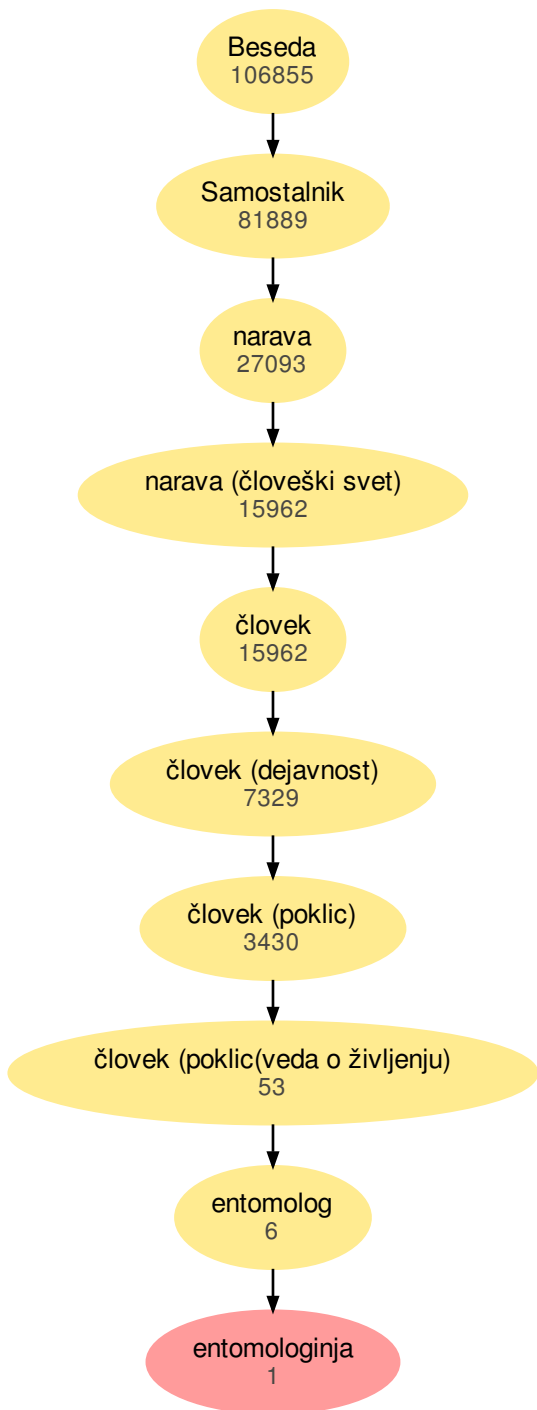 Beseda
106855
Samostalnik
81889
narava
27093
narava (človeški svet)
15962
človek
15962
človek (dejavnost)
7329
človek (poklic)
3430
človek (poklic(veda o življenju)
53
entomolog
6
entomologinja
1